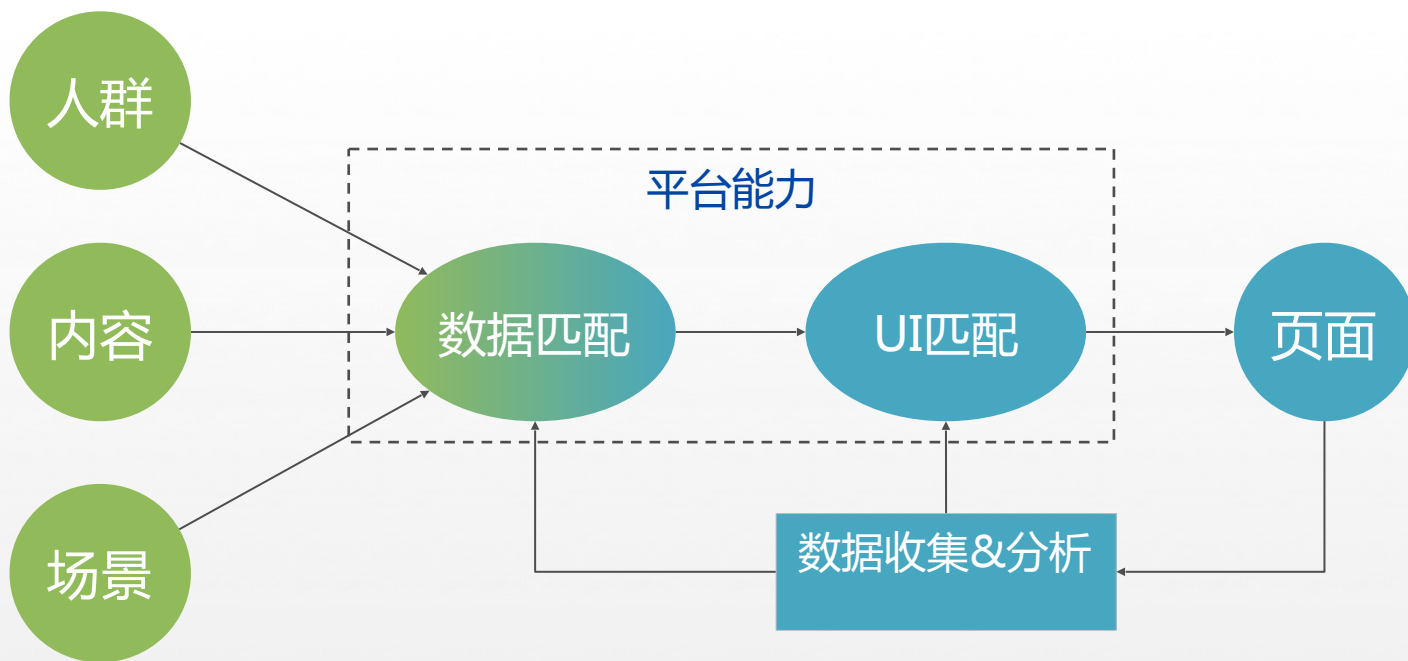 人群
平台能力
内容
数据匹配
UI匹配
页面
数据收集&分析
场景